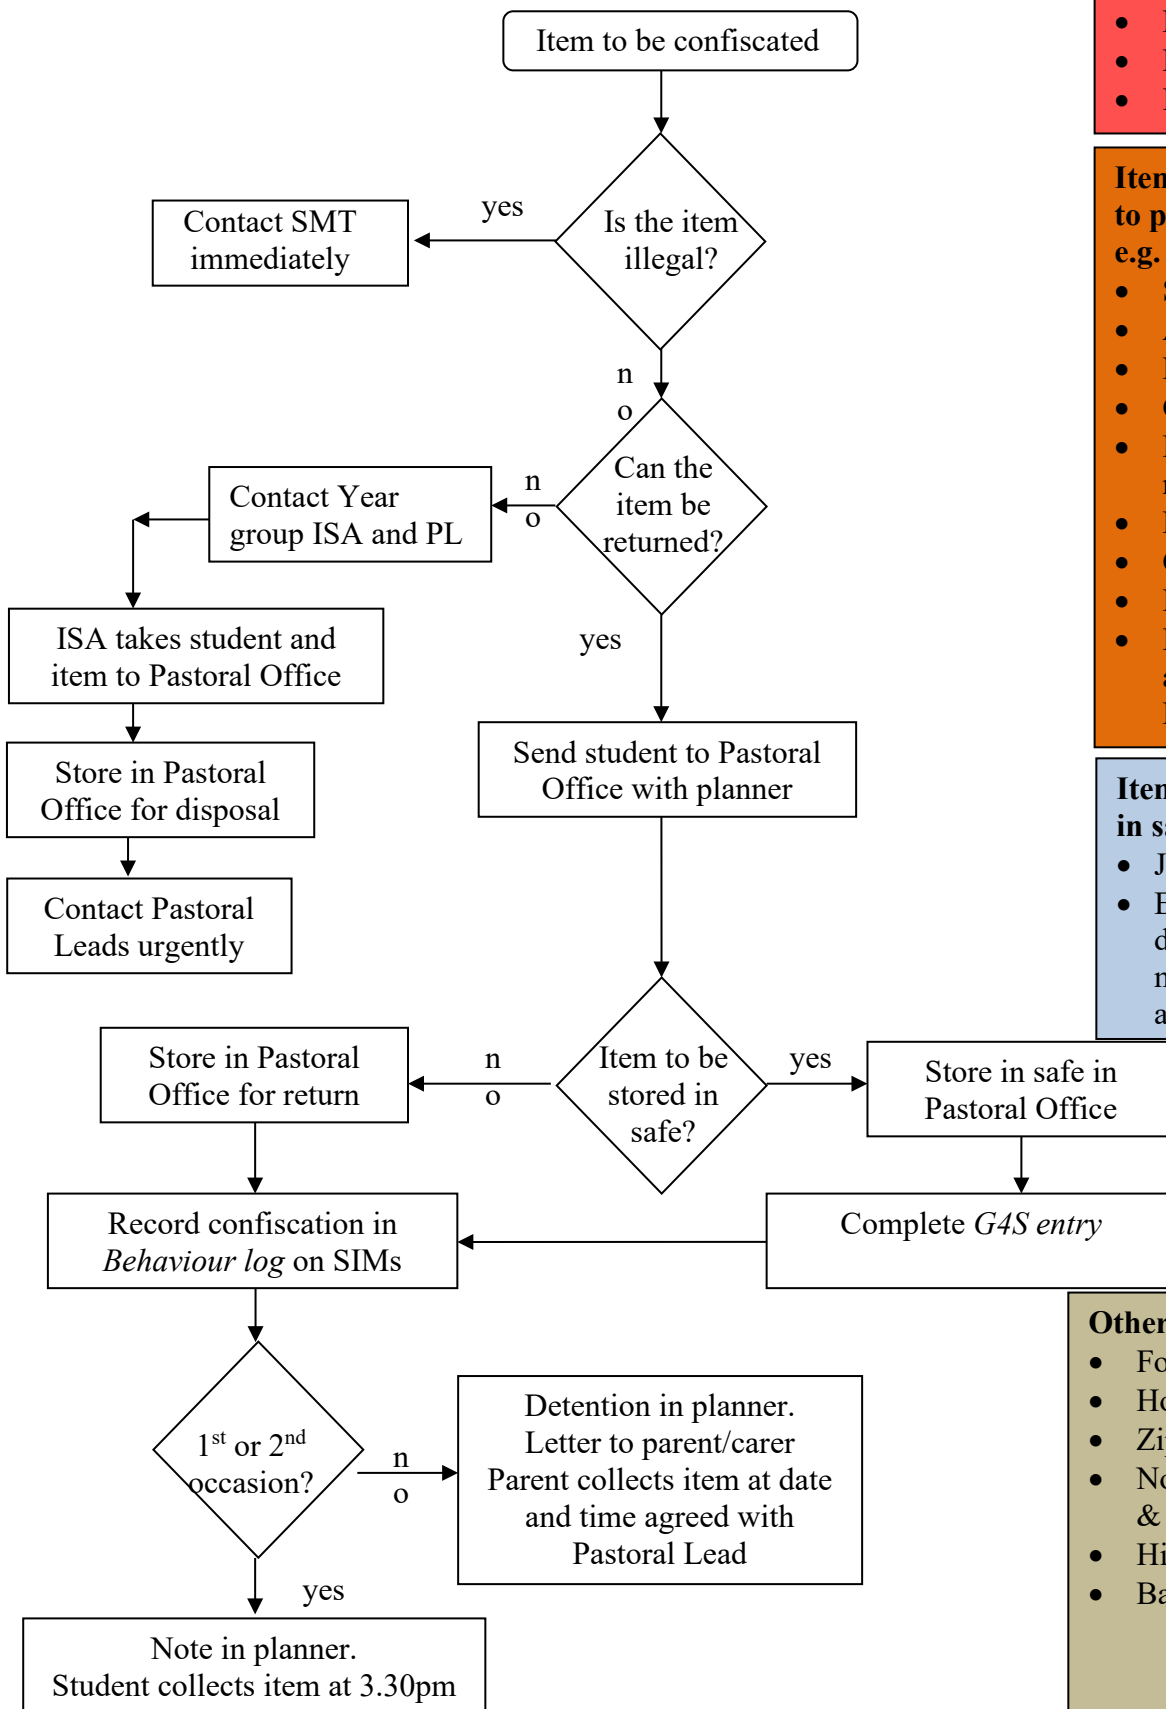 Item to be confiscated
Is the item
illegal?
yes
Contact SMT
immediately
n
o
Can the
item be
returned?
n
o
Contact Year
group ISA and PL
ISA takes student and
item to Pastoral Office
Store in Pastoral
Office for disposal
Contact Pastoral
Leads urgently
yes
Send student to Pastoral
Office with planner
Item to be
stored in
safe?
n
o
Store in Pastoral
Office for return
yes
Store in safe in
Pastoral Office
Complete G4S entry
Record confiscation in
Behaviour log on SIMs
1st or 2nd
occasion?
n
o
Detention in planner.
Letter to parent/carer
Parent collects item at date
and time agreed with
Pastoral Lead
yes
Note in planner.
Student collects item at 3.30pm
to
e.g.
in
Other
&